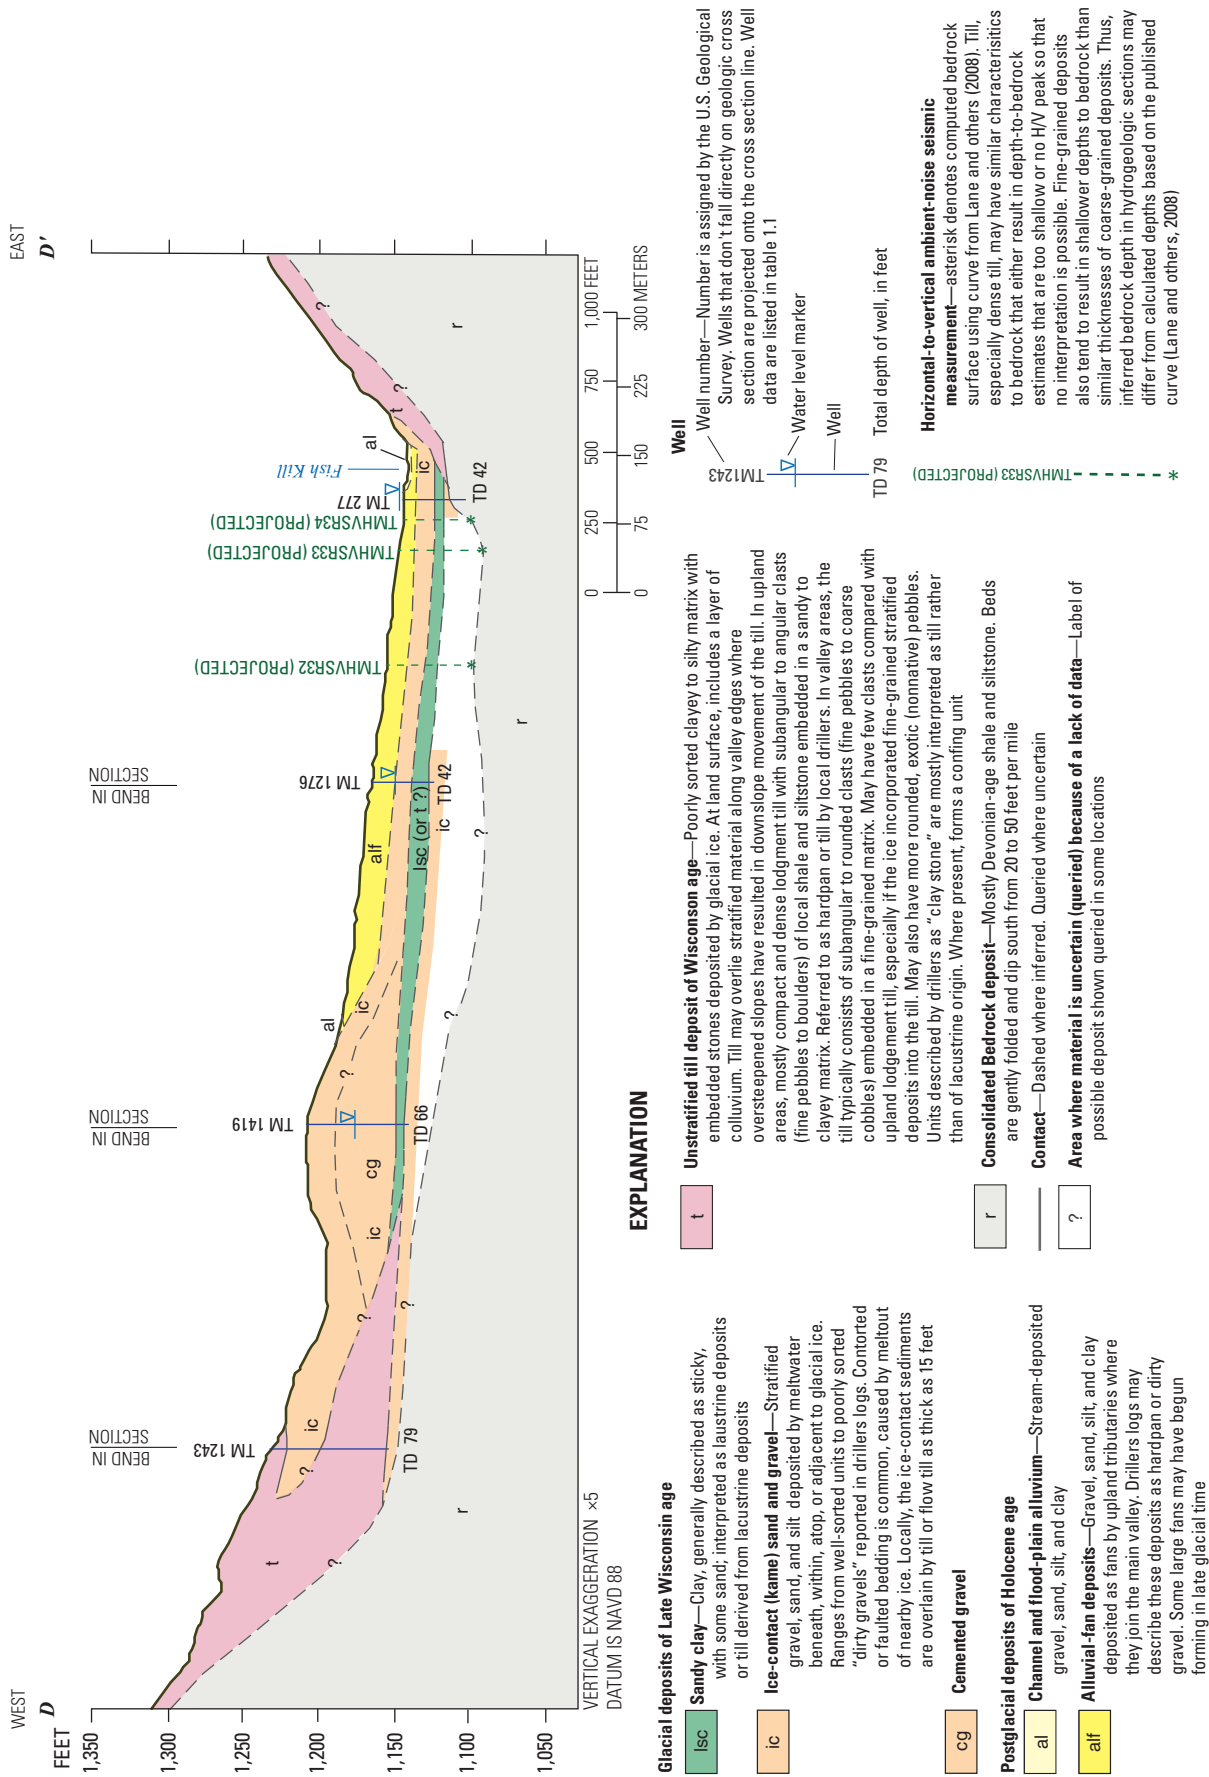 WEST
EAST
D
D'
FEET
1,350
1,300
1,250
1,200
1,150
1,100
1,050
BEND IN
SECTION
BEND IN
SECTION
BEND IN
SECTION
TM 1243
TM 1419
TM 1276
TMHVSR32 (PROJECTED)
TMHVSR33 (PROJECTED)
TMHVSR34 (PROJECTED)
TM 277
Fish Kill
al
al
t
?
ic
?
ic
?
cg
?
ic
alf
lsc (or t ?)
ic
ic
t
?
?
?
?
?
?
TD 79
TD 66
TD 42
TD 42
*
*
*
r
r
r
VERTICAL EXAGGERATION ×5
DATUM IS NAVD 88
0 250 500 750 1,000 FEET
0 75 150 225 300 METERS
EXPLANATION
Glacial deposits of Late Wisconsin age
lsc
Sandy clay—Clay, generally described as sticky,
with some sand; interpreted as laustrine deposits
or till derived from lacustrine deposits
ic
Ice-contact (kame) sand and gravel—Stratified
gravel, sand, and silt deposited by meltwater
beneath, within, atop, or adjacent to glacial ice.
Ranges from well-sorted units to poorly sorted
"dirty gravels" reported in drillers logs. Contorted
or faulted bedding is common, caused by meltout
of nearby ice. Locally, the ice-contact sediments
are overlain by till or flow till as thick as 15 feet
cg
Cemented gravel
Postglacial deposits of Holocene age
al
Channel and flood-plain alluvium—Stream-deposited
gravel, sand, silt, and clay
alf
Alluvial-fan deposits—Gravel, sand, silt, and clay
deposited as fans by upland tributaries where
they join the main valley. Drillers logs may
describe these deposits as hardpan or dirty
gravel. Some large fans may have begun
forming in late glacial time
t
Unstratified till deposit of Wisconson age—Poorly sorted clayey to silty matrix with
embedded stones deposited by glacial ice. At land surface, includes a layer of
colluvium. Till may overlie stratified material along valley edges where
oversteepened slopes have resulted in downslope movement of the till. In upland
areas, mostly compact and dense lodgment till with subangular to angular clasts
(fine pebbles to boulders) of local shale and siltstone embedded in a sandy to
clayey matrix. Referred to as hardpan or till by local drillers. In valley areas, the
till typically consists of subangular to rounded clasts (fine pebbles to coarse
cobbles) embedded in a fine-grained matrix. May have few clasts compared with
upland lodgement till, especially if the ice incorporated fine-grained stratified
deposits into the till. May also have more rounded, exotic (nonnative) pebbles.
Units described by drillers as "clay stone" are mostly interpreted as till rather
than of lacustrine origin. Where present, forms a confing unit
r
Consolidated Bedrock deposit—Mostly Devonian-age shale and siltstone. Beds
are gently folded and dip south from 20 to 50 feet per mile
Contact—Dashed where inferred. Queried where uncertain
?
Area where material is uncertain (queried) because of a lack of data—Label of
possible deposit shown queried in some locations
Well
TM1243
Well number—Number is assigned by the U.S. Geological
Survey. Wells that don't fall directly on geologic cross
section are projected onto the cross section line. Well
data are listed in table 1.1
Water level marker
Well
TD 79
Total depth of well, in feet
TMHVSR33 (PROJECTED)
*
Horizontal-to-vertical ambient-noise seismic
measurement—asterisk denotes computed bedrock
surface using curve from Lane and others (2008). Till,
especially dense till, may have similar characterisitics
to bedrock that either result in depth-to-bedrock
estimates that are too shallow or no H/V peak so that
no interpretation is possible. Fine-grained deposits
also tend to result in shallower depths to bedrock than
similar thicknesses of coarse-grained deposits. Thus,
inferred bedrock depth in hydrogeologic sections may
differ from calculated depths based on the published
curve (Lane and others, 2008)